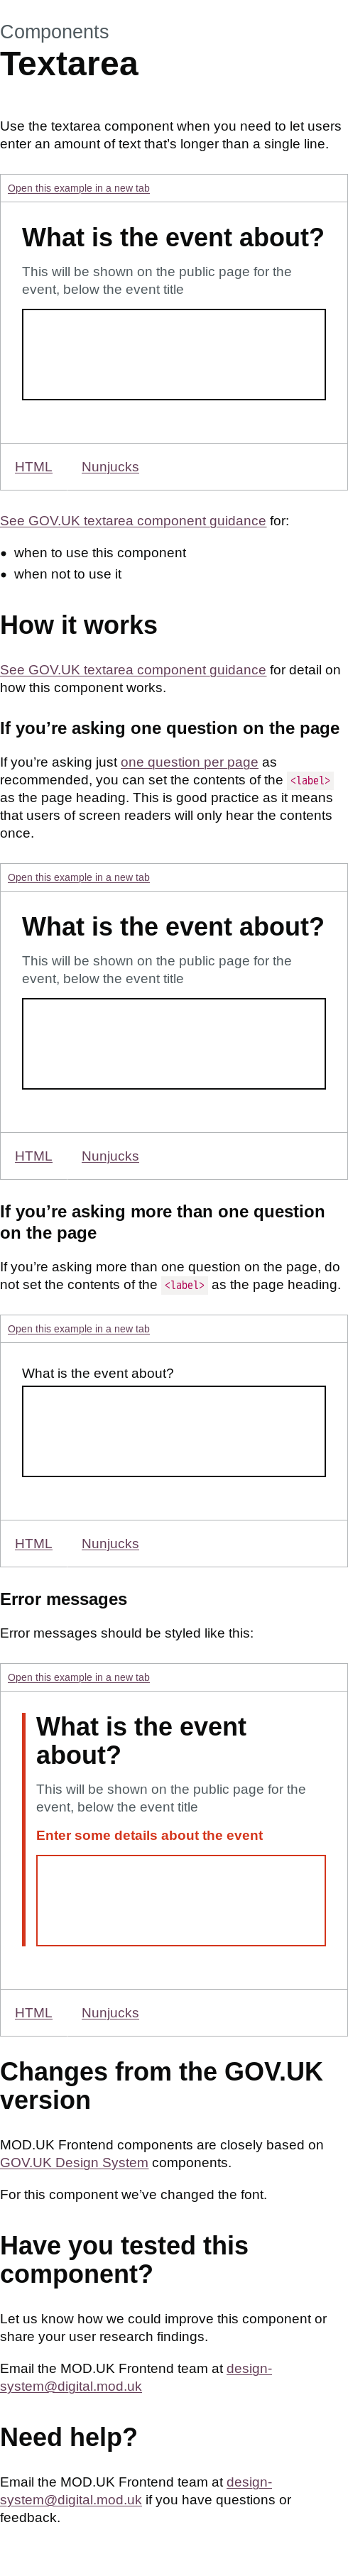 Components
Textarea
Use the textarea component when you need to let users
enter an amount of text that’s longer than a single line.
Open this example in a new tab
What is the event about?
This will be shown on the public page for the
event, below the event title
HTML Nunjucks
See GOV.UK textarea component guidance for:
● when to use this component
● when not to use it
How it works
See GOV.UK textarea component guidance for detail on
how this component works.
If you’re asking one question on the page
If you’re asking just one question per page as
recommended, you can set the contents of the <label>
as the page heading. This is good practice as it means
that users of screen readers will only hear the contents
once.
Open this example in a new tab
What is the event about?
This will be shown on the public page for the
event, below the event title
HTML Nunjucks
If you’re asking more than one question
on the page
If you’re asking more than one question on the page, do
not set the contents of the <label> as the page heading.
Open this example in a new tab
What is the event about?
HTML Nunjucks
Error messages
Error messages should be styled like this:
Open this example in a new tab
What is the event
about?
This will be shown on the public page for the
event, below the event title
Enter some details about the event
HTML Nunjucks
Changes from the GOV.UK
version
MOD.UK Frontend components are closely based on
GOV.UK Design System components.
For this component we’ve changed the font.
Have you tested this
component?
Let us know how we could improve this component or
share your user research findings.
Email the MOD.UK Frontend team at design-
system@digital.mod.uk
Need help?
Email the MOD.UK Frontend team at design-
system@digital.mod.uk if you have questions or
feedback.